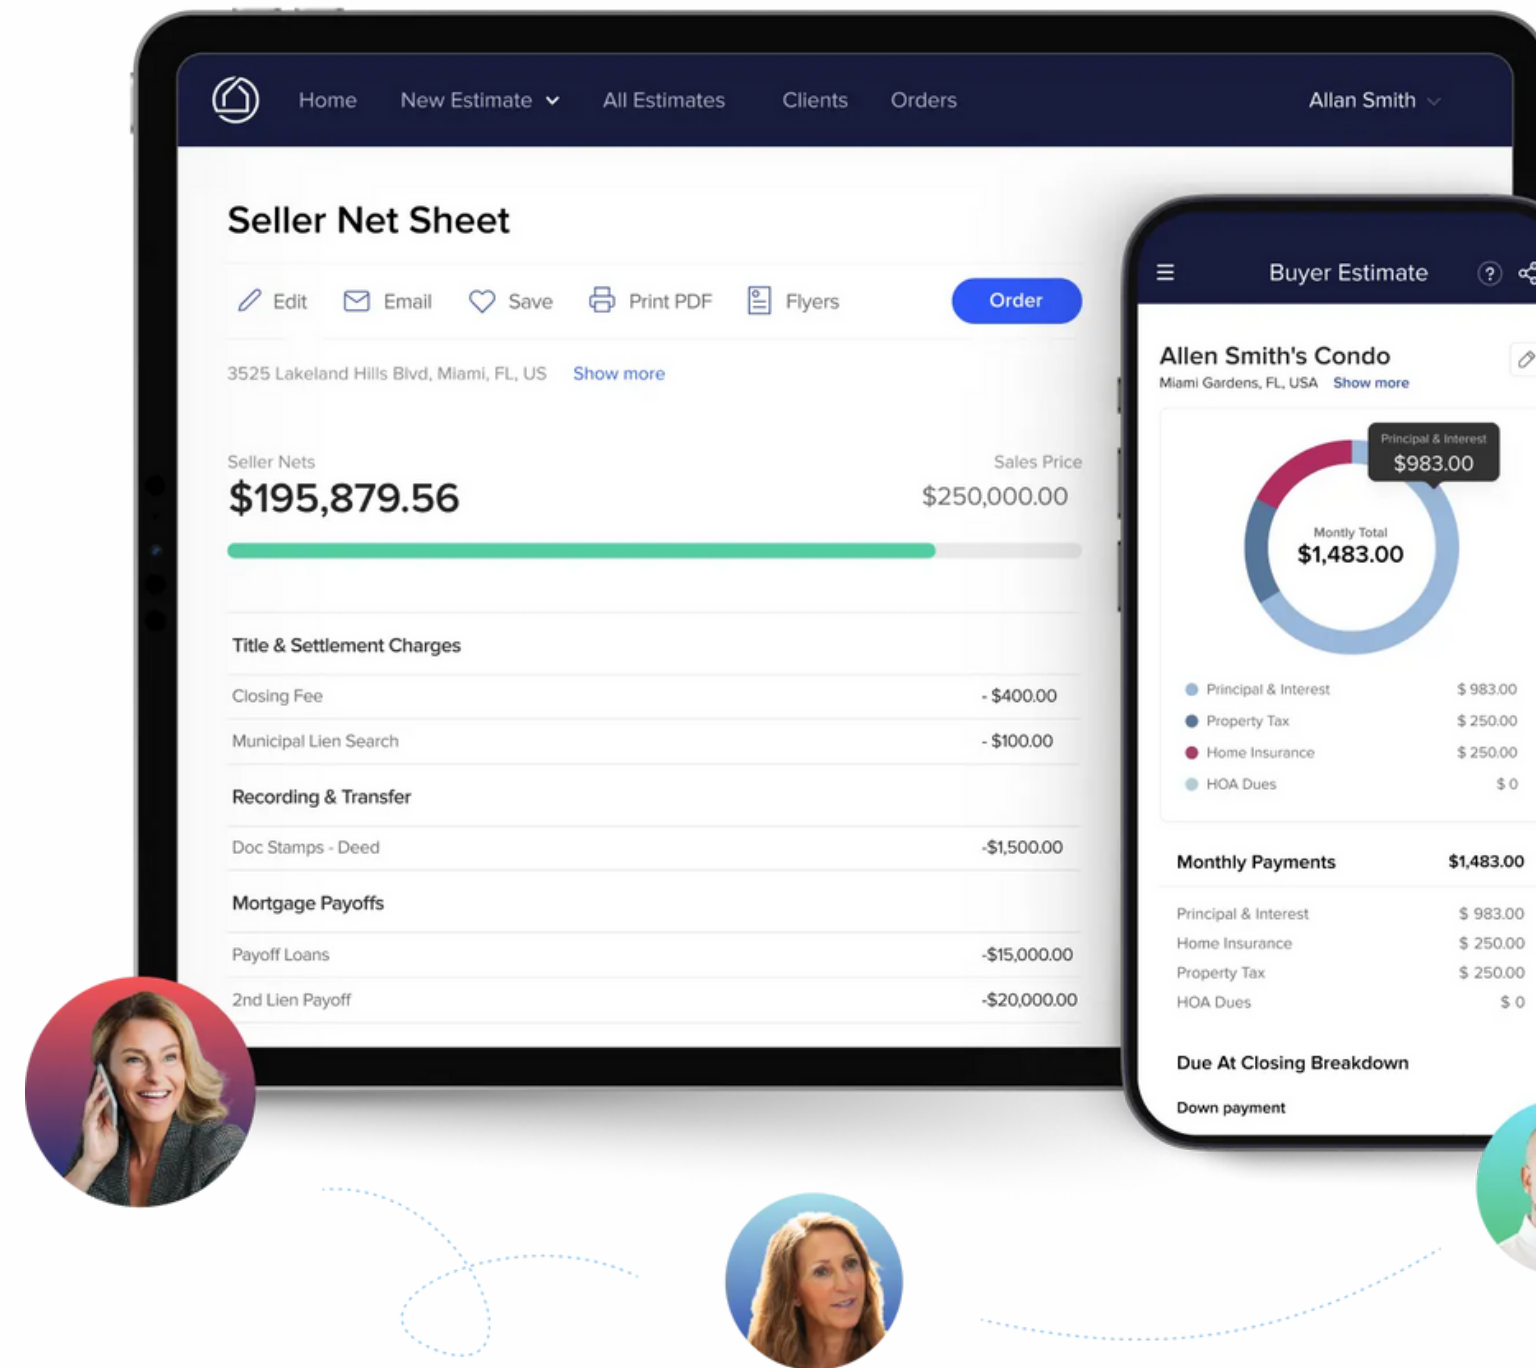 Home New Estimate All Estimates Clients Orders Allan Smith
Seller Net Sheet
Edit Email Save Print PDF Flyers Order
3525 Lakeland Hills Blvd, Miami, FL, US Show more
Seller Nets Sales Price
$195,879.56 $250,000.00
Title & Settlement Charges
Closing Fee - $400.00
Municipal Lien Search - $100.00
Recording & Transfer
Doc Stamps - Deed -$1,500.00
Mortgage Payoffs
Payoff Loans -$15,000.00
2nd Lien Payoff -$20,000.00
Buyer Estimate ?
Allen Smith's Condo
Miami Gardens, FL, USA Show more
Principal & Interest
$983.00
Montly Total
$1,483.00
Principal & Interest $ 983.00
Property Tax $ 250.00
Home Insurance $ 250.00
HOA Dues $ 0
Monthly Payments $1,483.00
Principal & Interest $ 983.00
Home Insurance $ 250.00
Property Tax $ 250.00
HOA Dues $ 0
Due At Closing Breakdown
Down payment